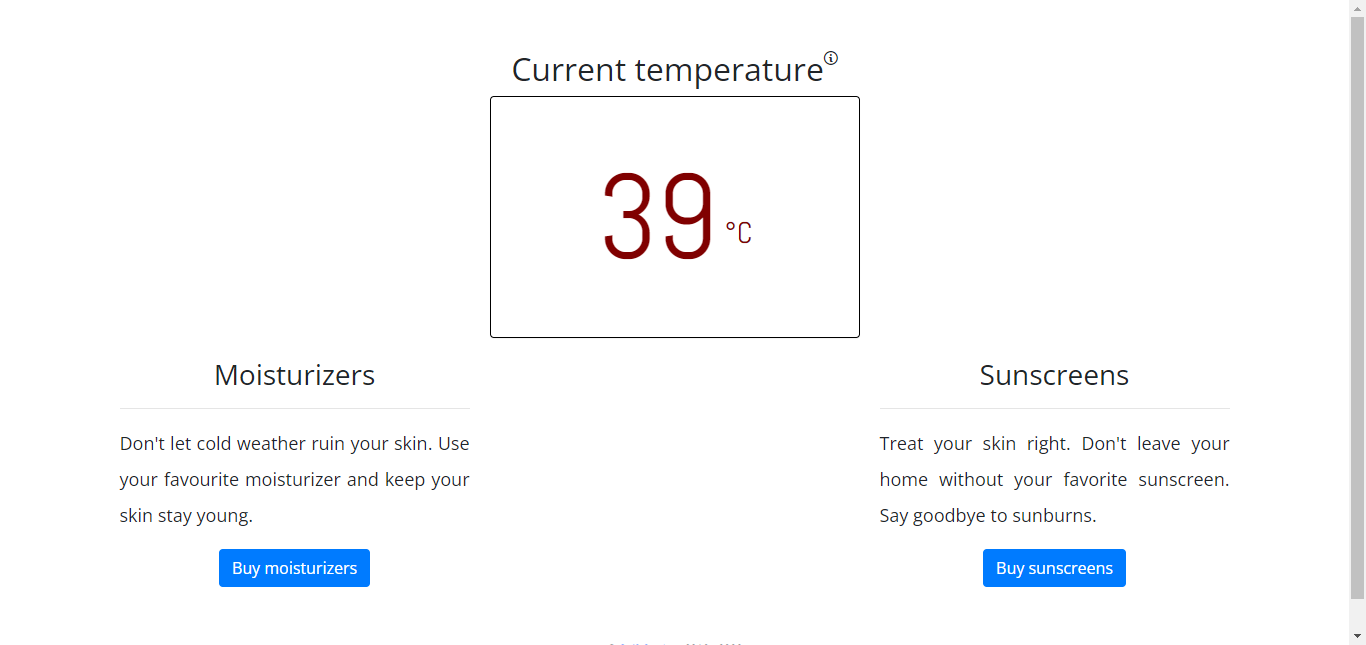 Current temperature
39 °C
Moisturizers
Don't let cold weather ruin your skin. Use
your favourite moisturizer and keep your
skin stay young.
Buy moisturizers
Sunscreens
Treat your skin right. Don't leave your
home without your favorite sunscreen.
Say goodbye to sunburns.
Buy sunscreens